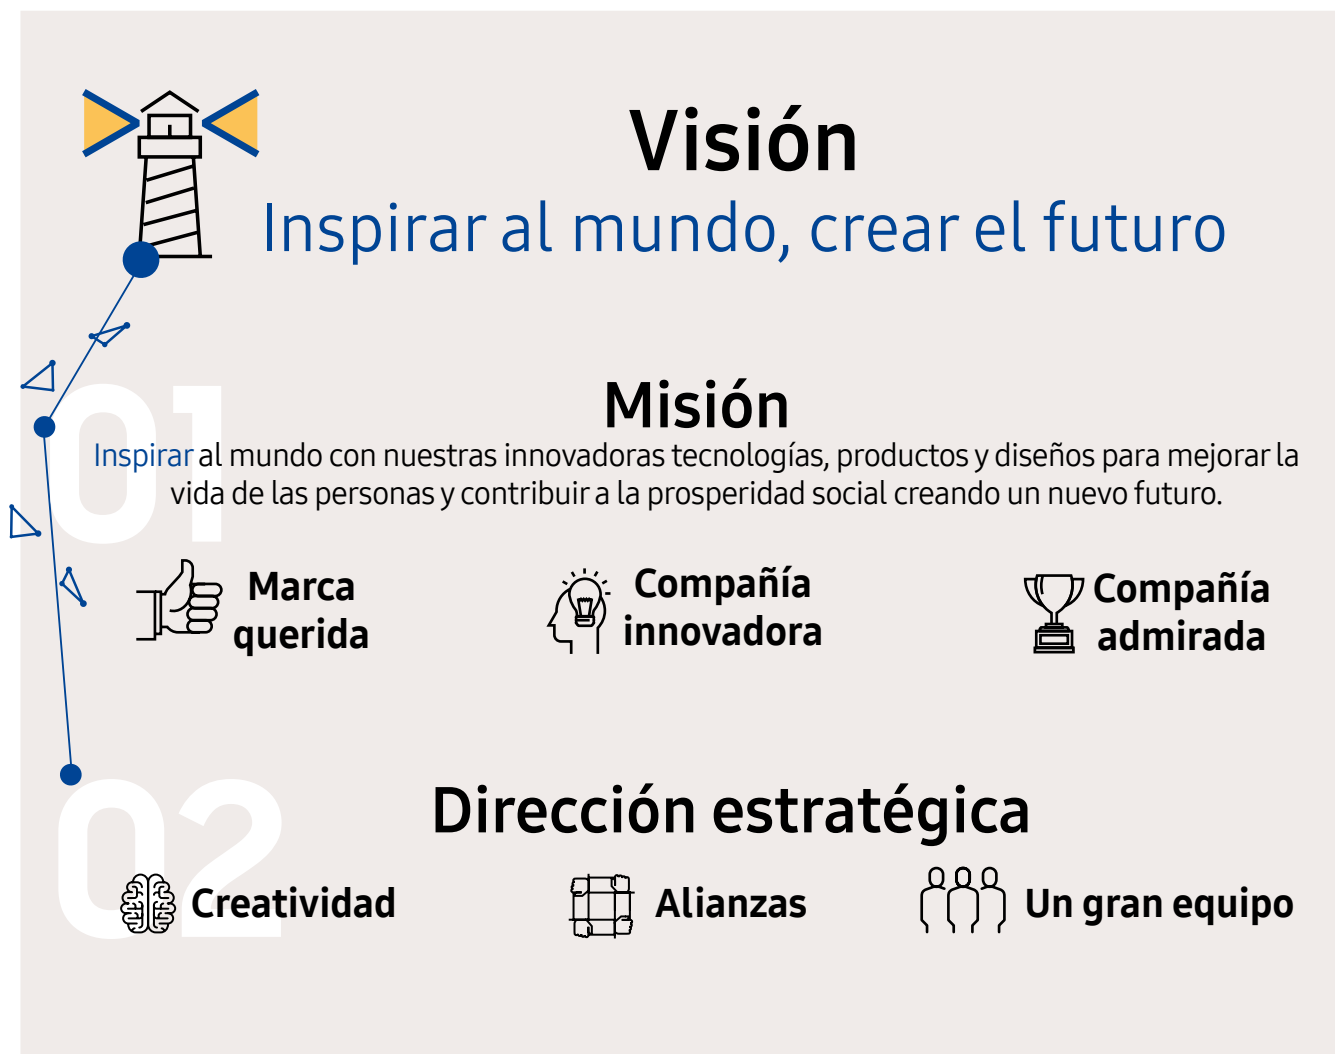 Visión
Inspirar al mundo, crear el futuro
01
Misión
Inspirar al mundo con nuestras innovadoras tecnologías, productos y diseños para mejorar la
vida de las personas y contribuir a la prosperidad social creando un nuevo futuro.
Marca
querida
Compañía
innovadora
Compañía
admirada
02
Dirección estratégica
Creatividad
Alianzas
Un gran equipo